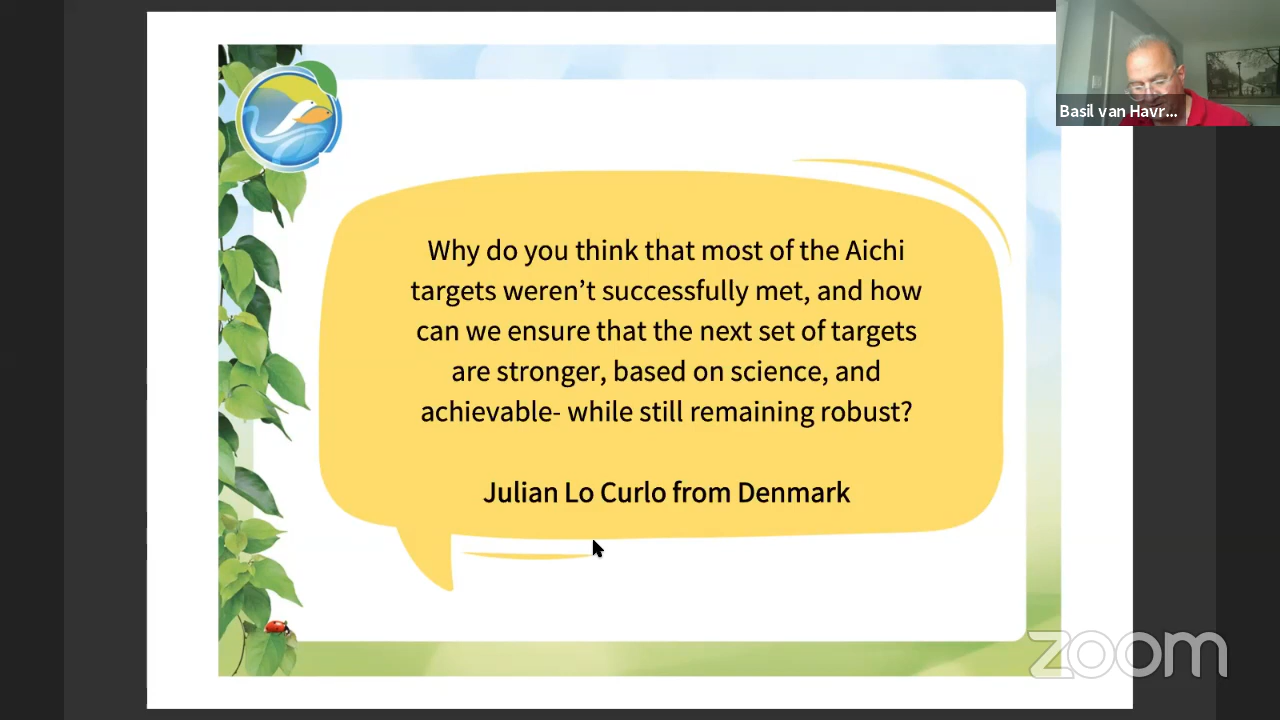 Basil van Havr...
Why do you think that most of the Aichi
targets weren’t successfully met, and how
can we ensure that the next set of targets
are stronger, based on science, and
achievable- while still remaining robust?
Julian Lo Curlo from Denmark
zoom